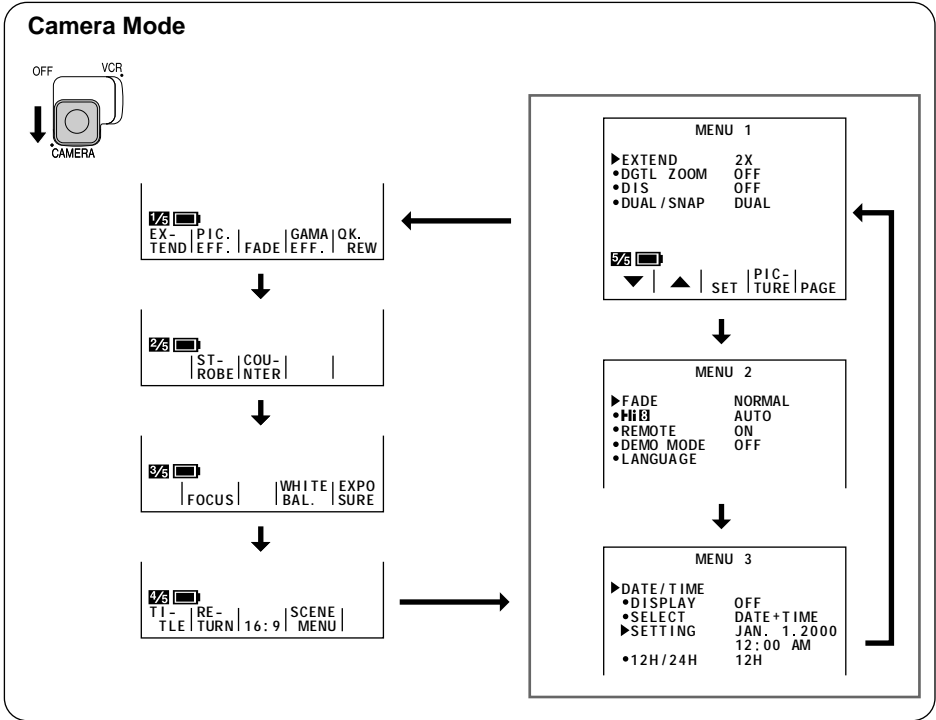 Camera Mode
OFF VCR
CAMERA
1/5
EX- PIC. GAMA QK.
TEND EFF. FADE EFF. REW
2/5
ST- COU-
ROBE NTER
3/5
WHITE EXPO
FOCUS BAL. SURE
4/5
TI- RE- SCENE
TLE TURN 16:9 MENU
MENU 1
▶EXTEND 2X
•DGTL ZOOM OFF
•DIS OFF
•DUAL/SNAP DUAL
5/5
PIC-
▼ ▲ SET TURE PAGE
MENU 2
▶FADE NORMAL
•Hi8 AUTO
•REMOTE ON
•DEMO MODE OFF
•LANGUAGE
MENU 3
▶DATE/TIME
•DISPLAY OFF
•SELECT DATE+TIME
▶SETTING JAN. 1.2000
12:00 AM
•12H/24H 12H